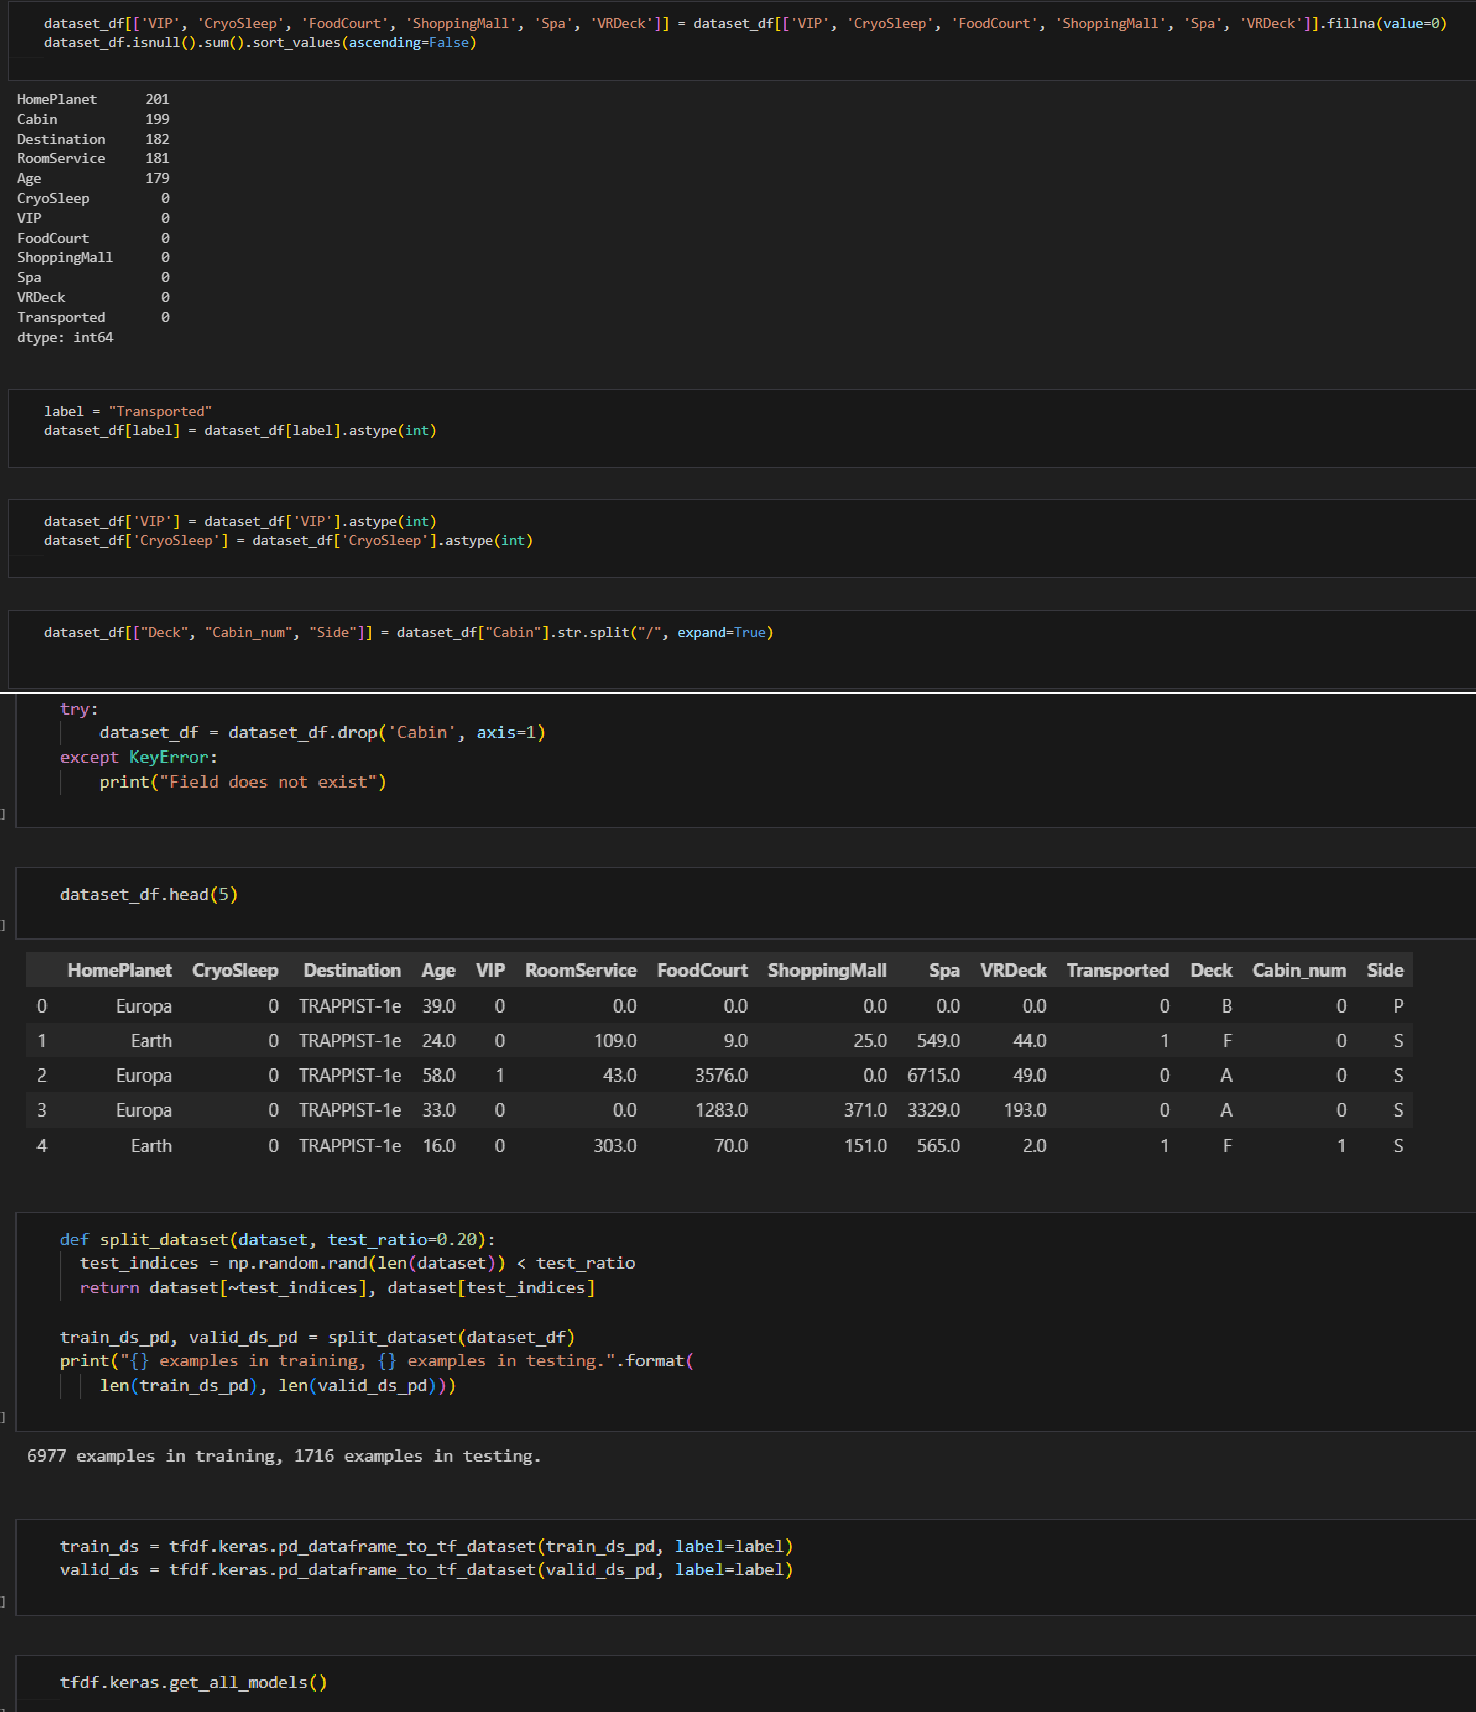 dataset_df[['VIP', 'CryoSleep', 'FoodCourt', 'ShoppingMall', 'Spa', 'VRDeck']] = dataset_df[['VIP', 'CryoSleep', 'FoodCourt', 'ShoppingMall', 'Spa', 'VRDeck']].fillna(value=0)
dataset_df.isnull().sum().sort_values(ascending=False)
HomePlanet 201
Cabin 199
Destination 182
RoomService 181
Age 179
CryoSleep 0
VIP 0
FoodCourt 0
ShoppingMall 0
Spa 0
VRDeck 0
Transported 0
dtype: int64
label = "Transported"
dataset_df[label] = dataset_df[label].astype(int)
dataset_df['VIP'] = dataset_df['VIP'].astype(int)
dataset_df['CryoSleep'] = dataset_df['CryoSleep'].astype(int)
dataset_df[["Deck", "Cabin_num", "Side"]] = dataset_df["Cabin"].str.split("/", expand=True)
try:
    dataset_df = dataset_df.drop('Cabin', axis=1)
except KeyError:
    print("Field does not exist")
]
dataset_df.head(5)
]
HomePlanet CryoSleep Destination Age VIP RoomService FoodCourt ShoppingMall Spa VRDeck Transported Deck Cabin_num Side
0 Europa 0 TRAPPIST-1e 39.0 0 0.0 0.0 0.0 0.0 0.0 0 B 0 P
1 Earth 0 TRAPPIST-1e 24.0 0 109.0 9.0 25.0 549.0 44.0 1 F 0 S
2 Europa 0 TRAPPIST-1e 58.0 1 43.0 3576.0 0.0 6715.0 49.0 0 A 0 S
3 Europa 0 TRAPPIST-1e 33.0 0 0.0 1283.0 371.0 3329.0 193.0 0 A 0 S
4 Earth 0 TRAPPIST-1e 16.0 0 303.0 70.0 151.0 565.0 2.0 1 F 1 S
def split_dataset(dataset, test_ratio=0.20):
  test_indices = np.random.rand(len(dataset)) < test_ratio
  return dataset[~test_indices], dataset[test_indices]
train_ds_pd, valid_ds_pd = split_dataset(dataset_df)
print("{} examples in training, {} examples in testing.".format(
    len(train_ds_pd), len(valid_ds_pd)))
]
6977 examples in training, 1716 examples in testing.
train_ds = tfdf.keras.pd_dataframe_to_tf_dataset(train_ds_pd, label=label)
valid_ds = tfdf.keras.pd_dataframe_to_tf_dataset(valid_ds_pd, label=label)
]
tfdf.keras.get_all_models()